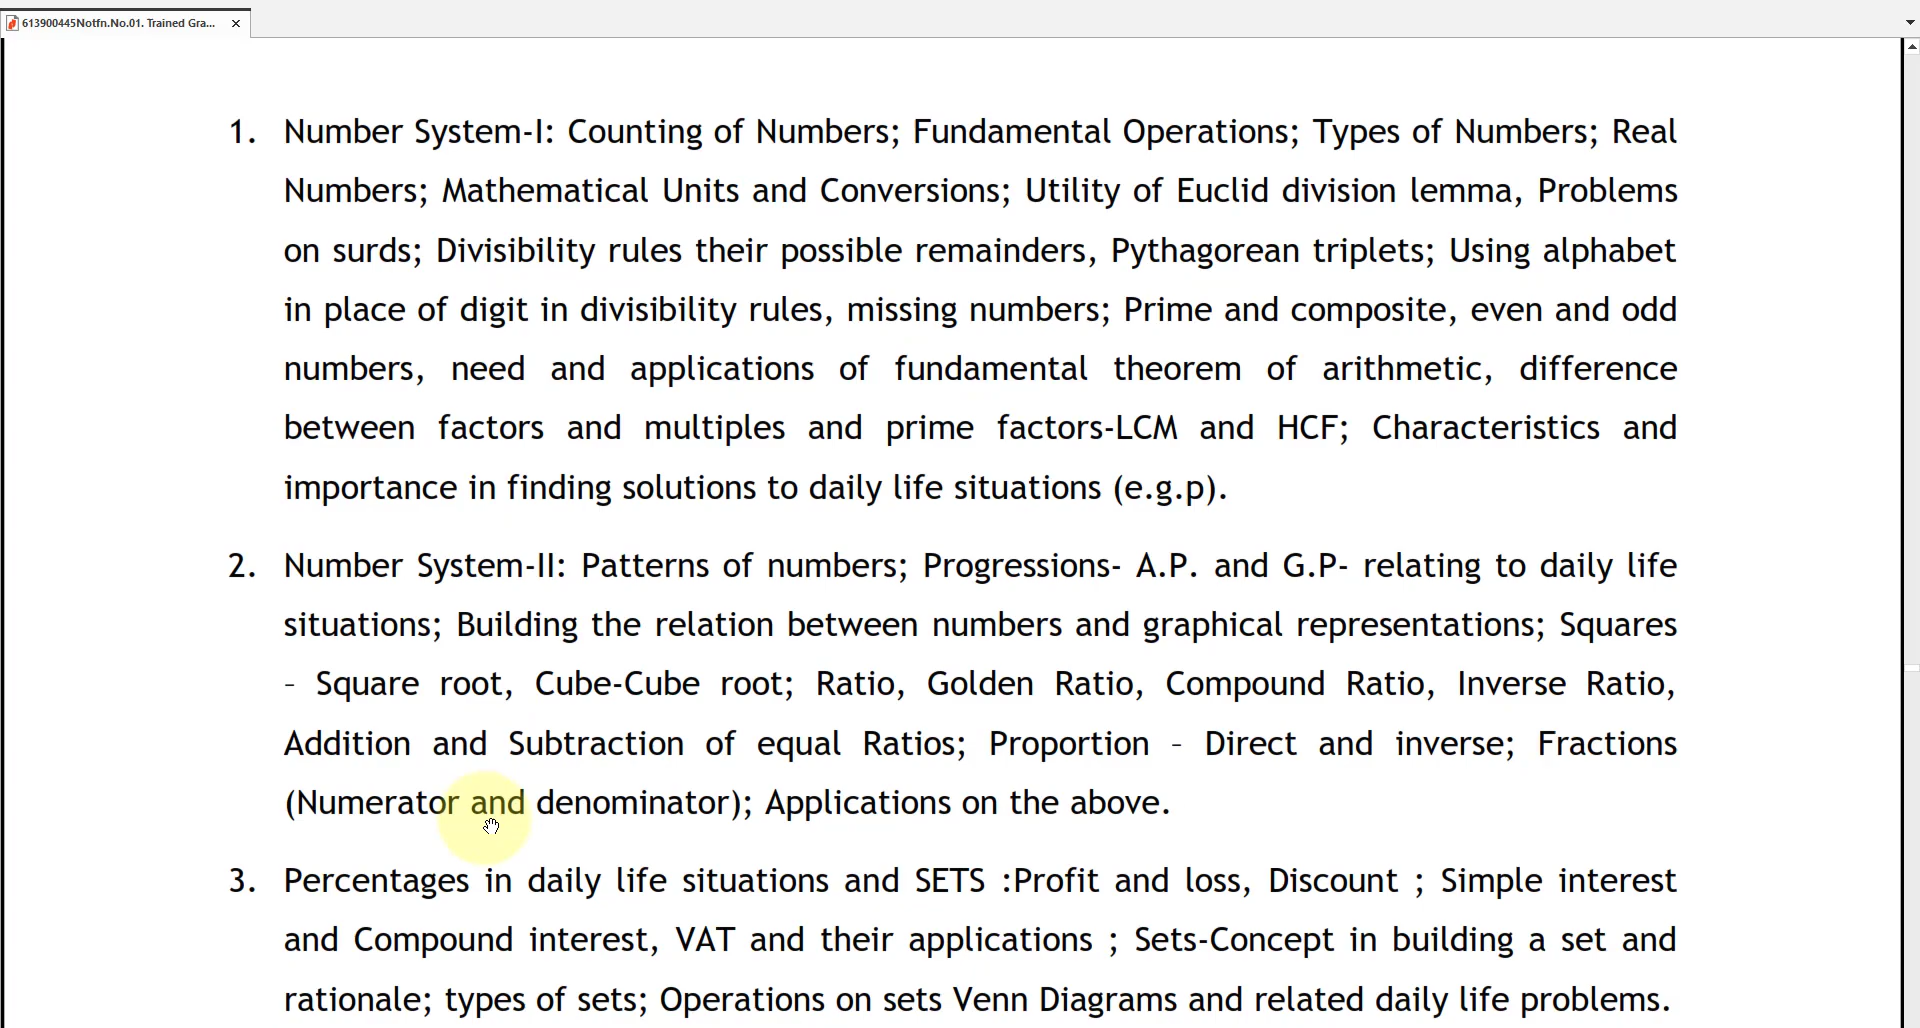 613900445Notfn.No.01. Trained Gra...
1. Number System-I: Counting of Numbers; Fundamental Operations; Types of Numbers; Real
Numbers; Mathematical Units and Conversions; Utility of Euclid division lemma, Problems
on surds; Divisibility rules their possible remainders, Pythagorean triplets; Using alphabet
in place of digit in divisibility rules, missing numbers; Prime and composite, even and odd
numbers, need and applications of fundamental theorem of arithmetic, difference
between factors and multiples and prime factors-LCM and HCF; Characteristics and
importance in finding solutions to daily life situations (e.g.p).
2. Number System-II: Patterns of numbers; Progressions- A.P. and G.P- relating to daily life
situations; Building the relation between numbers and graphical representations; Squares
– Square root, Cube-Cube root; Ratio, Golden Ratio, Compound Ratio, Inverse Ratio,
Addition and Subtraction of equal Ratios; Proportion – Direct and inverse; Fractions
(Numerator and denominator); Applications on the above.
3. Percentages in daily life situations and SETS :Profit and loss, Discount ; Simple interest
and Compound interest, VAT and their applications ; Sets-Concept in building a set and
rationale; types of sets; Operations on sets Venn Diagrams and related daily life problems.